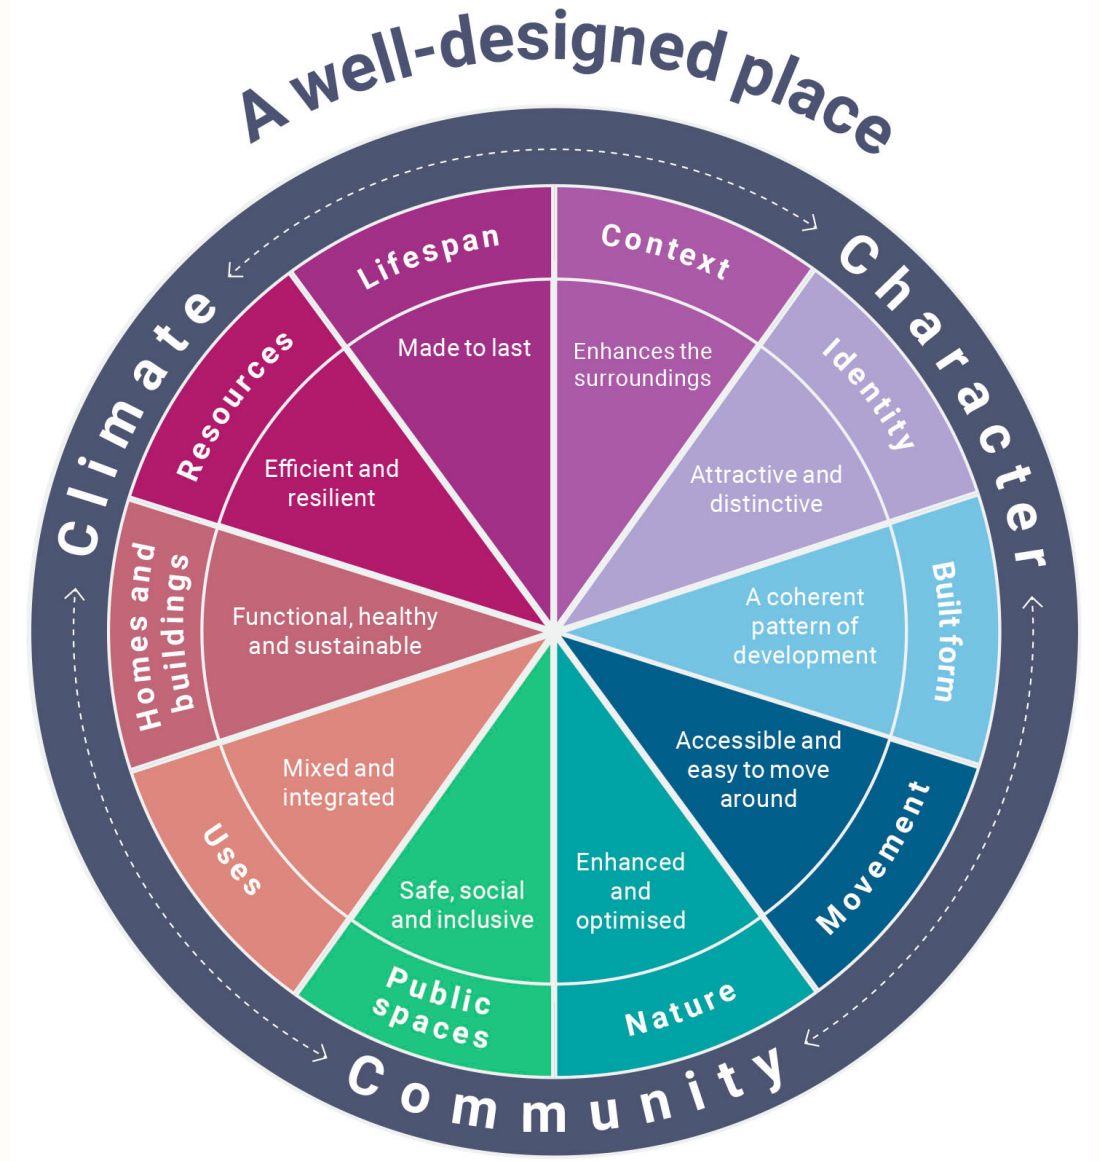 A well-designed place
Climate
Character
Community
Lifespan
Made to last
Context
Enhances the
surroundings
Identity
Attractive and
distinctive
Built form
A coherent
pattern of
development
Movement
Accessible and
easy to move
around
Nature
Enhanced
and
optimised
Public
spaces
Safe, social
and inclusive
Uses
Mixed and
integrated
Homes and
buildings
Functional, healthy
and sustainable
Resources
Efficient and
resilient